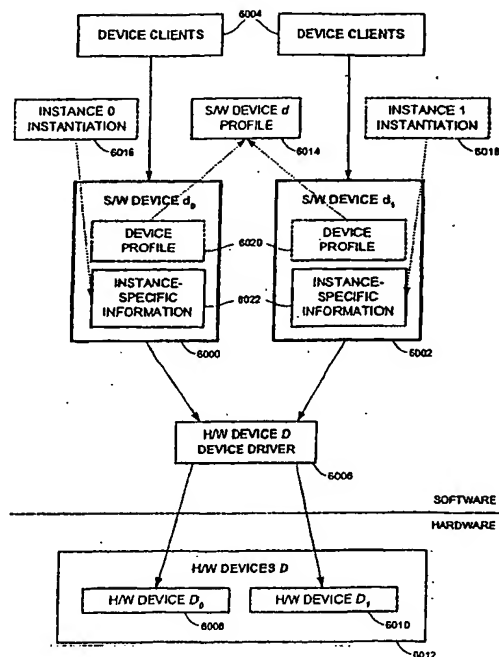 DEVICE CLIENTS
6004
DEVICE CLIENTS
INSTANCE 0
INSTANTIATION
6016
S/W DEVICE d
PROFILE
6014
INSTANCE 1
INSTANTIATION
6018
S/W DEVICE d0
DEVICE
PROFILE
INSTANCE-
SPECIFIC
INFORMATION
6000
6020
6022
S/W DEVICE d1
DEVICE
PROFILE
INSTANCE-
SPECIFIC
INFORMATION
6002
H/W DEVICE D
DEVICE DRIVER
6006
SOFTWARE
HARDWARE
H/W DEVICES D
H/W DEVICE D0
6008
H/W DEVICE D1
6010
6012